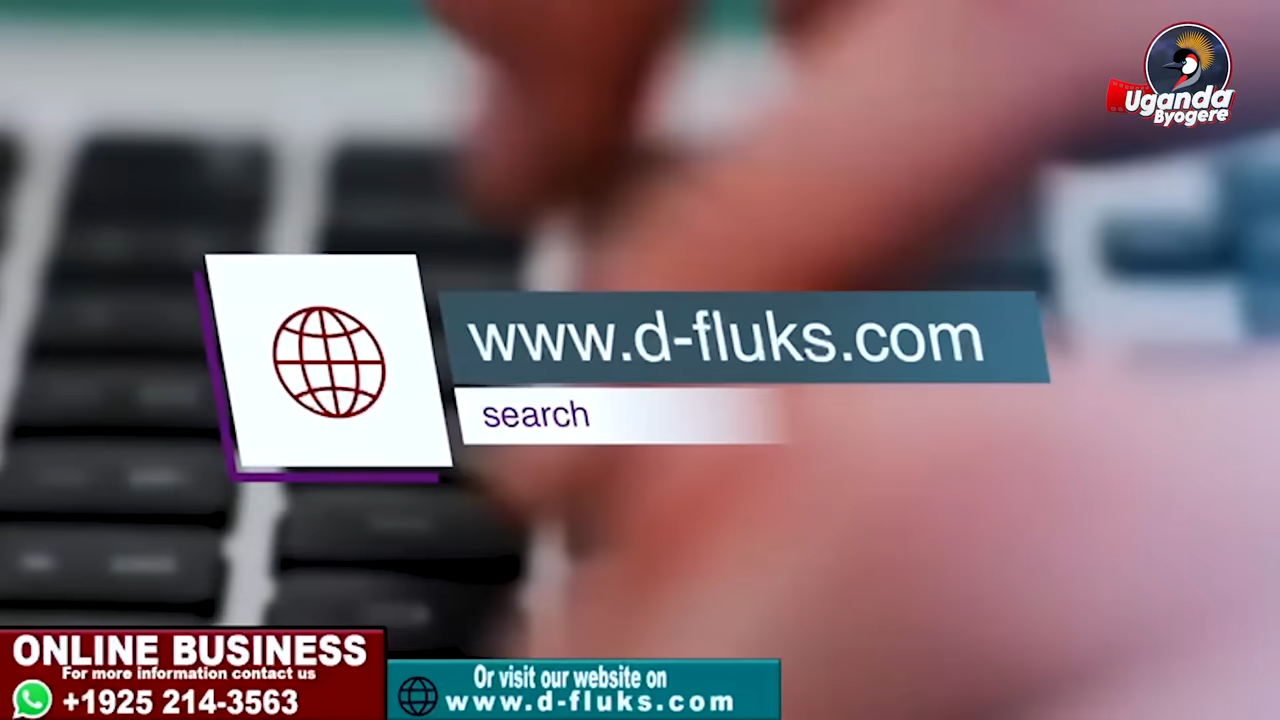 Uganda
Byogere
www.d-fluks.com
search
ONLINE BUSINESS
For more information contact us
+1925 214-3563
Or visit our website on
www.d-fluks.com